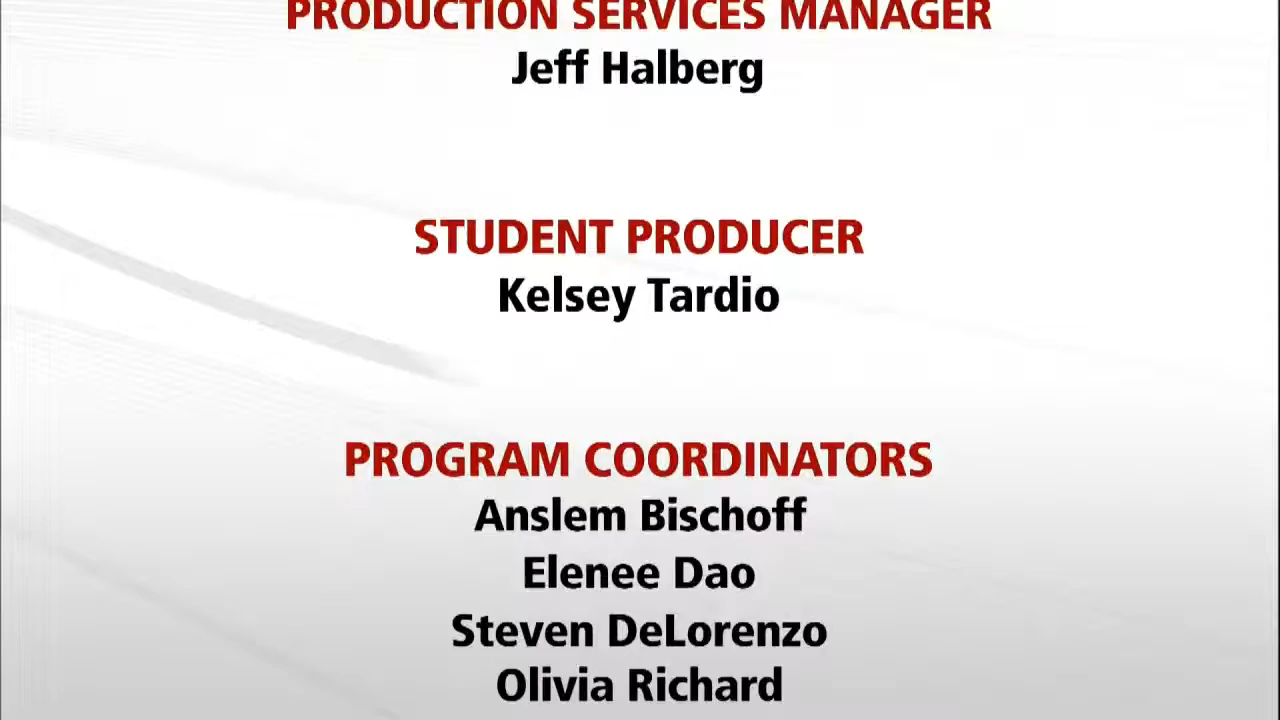 PRODUCTION SERVICES MANAGER
Jeff Halberg
STUDENT PRODUCER
Kelsey Tardio
PROGRAM COORDINATORS
Anslem Bischoff
Elenee Dao
Steven DeLorenzo
Olivia Richard